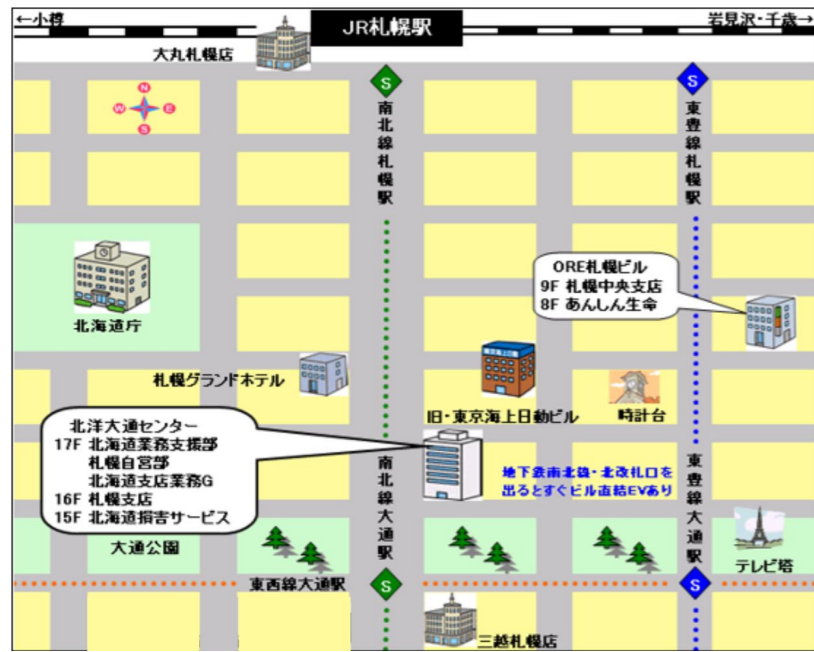 ←小樽
JR札幌駅
岩見沢・千歳→
大丸札幌店
N
W
E
S
S
S
南北線札幌駅
東豊線札幌駅
ORE札幌ビル
9F 札幌中央支店
8F あんしん生命
北海道庁
札幌グランドホテル
旧・東京海上日動ビル
時計台
北洋大通センター
17F 北海道業務支援部
札幌自営部
北海道支店業務G
16F 札幌支店
15F 北海道損害サービス
地下鉄南北線・北改札口を
出るとすぐビル直結EVあり
南北線大通駅
東豊線大通駅
大通公園
テレビ塔
東西線大通駅
S
S
三越札幌店